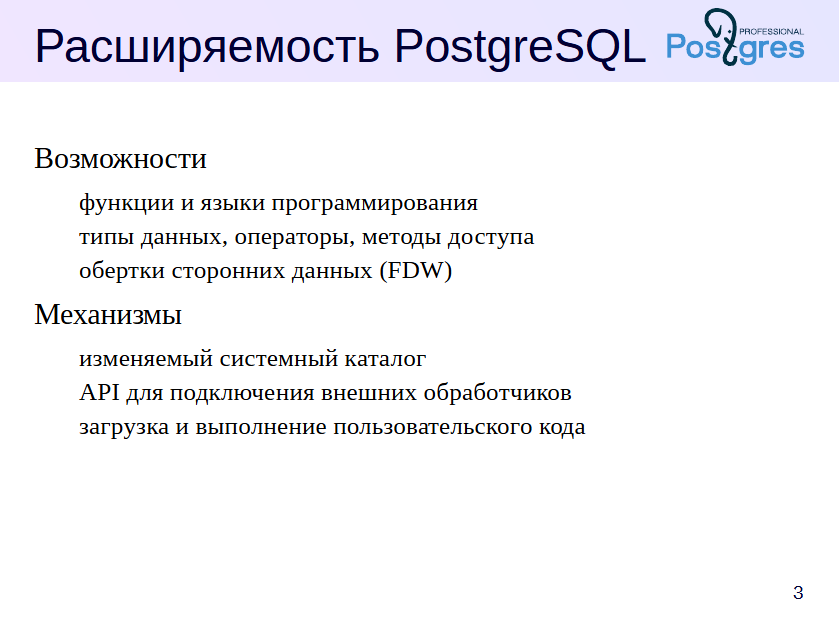 Расширяемость PostgreSQL
PROFESSIONAL
Postgres
Возможности
функции и языки программирования
типы данных, операторы, методы доступа
обертки сторонних данных (FDW)
Механизмы
изменяемый системный каталог
API для подключения внешних обработчиков
загрузка и выполнение пользовательского кода
3